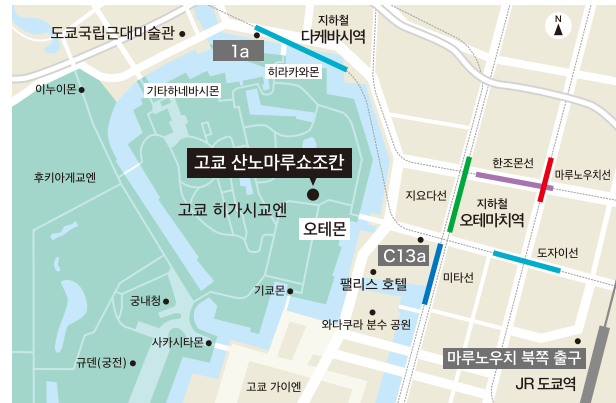 N
지하철
다케바시역
도쿄국립근대미술관
1a
히라카와몬
이누이몬
기타하네바시몬
고쿄 산노마루쇼조칸
한조몬선
마루노우치선
후키아게교엔
지요다선
지하철
오테마치역
고쿄 히가시교엔
오테몬
C13a
도자이선
팰리스 호텔
미타선
기쿄몬
궁내청
와다쿠라 분수 공원
사카시타몬
규덴(궁전)
마루노우치 북쪽 출구
고쿄 가이엔
JR 도쿄역